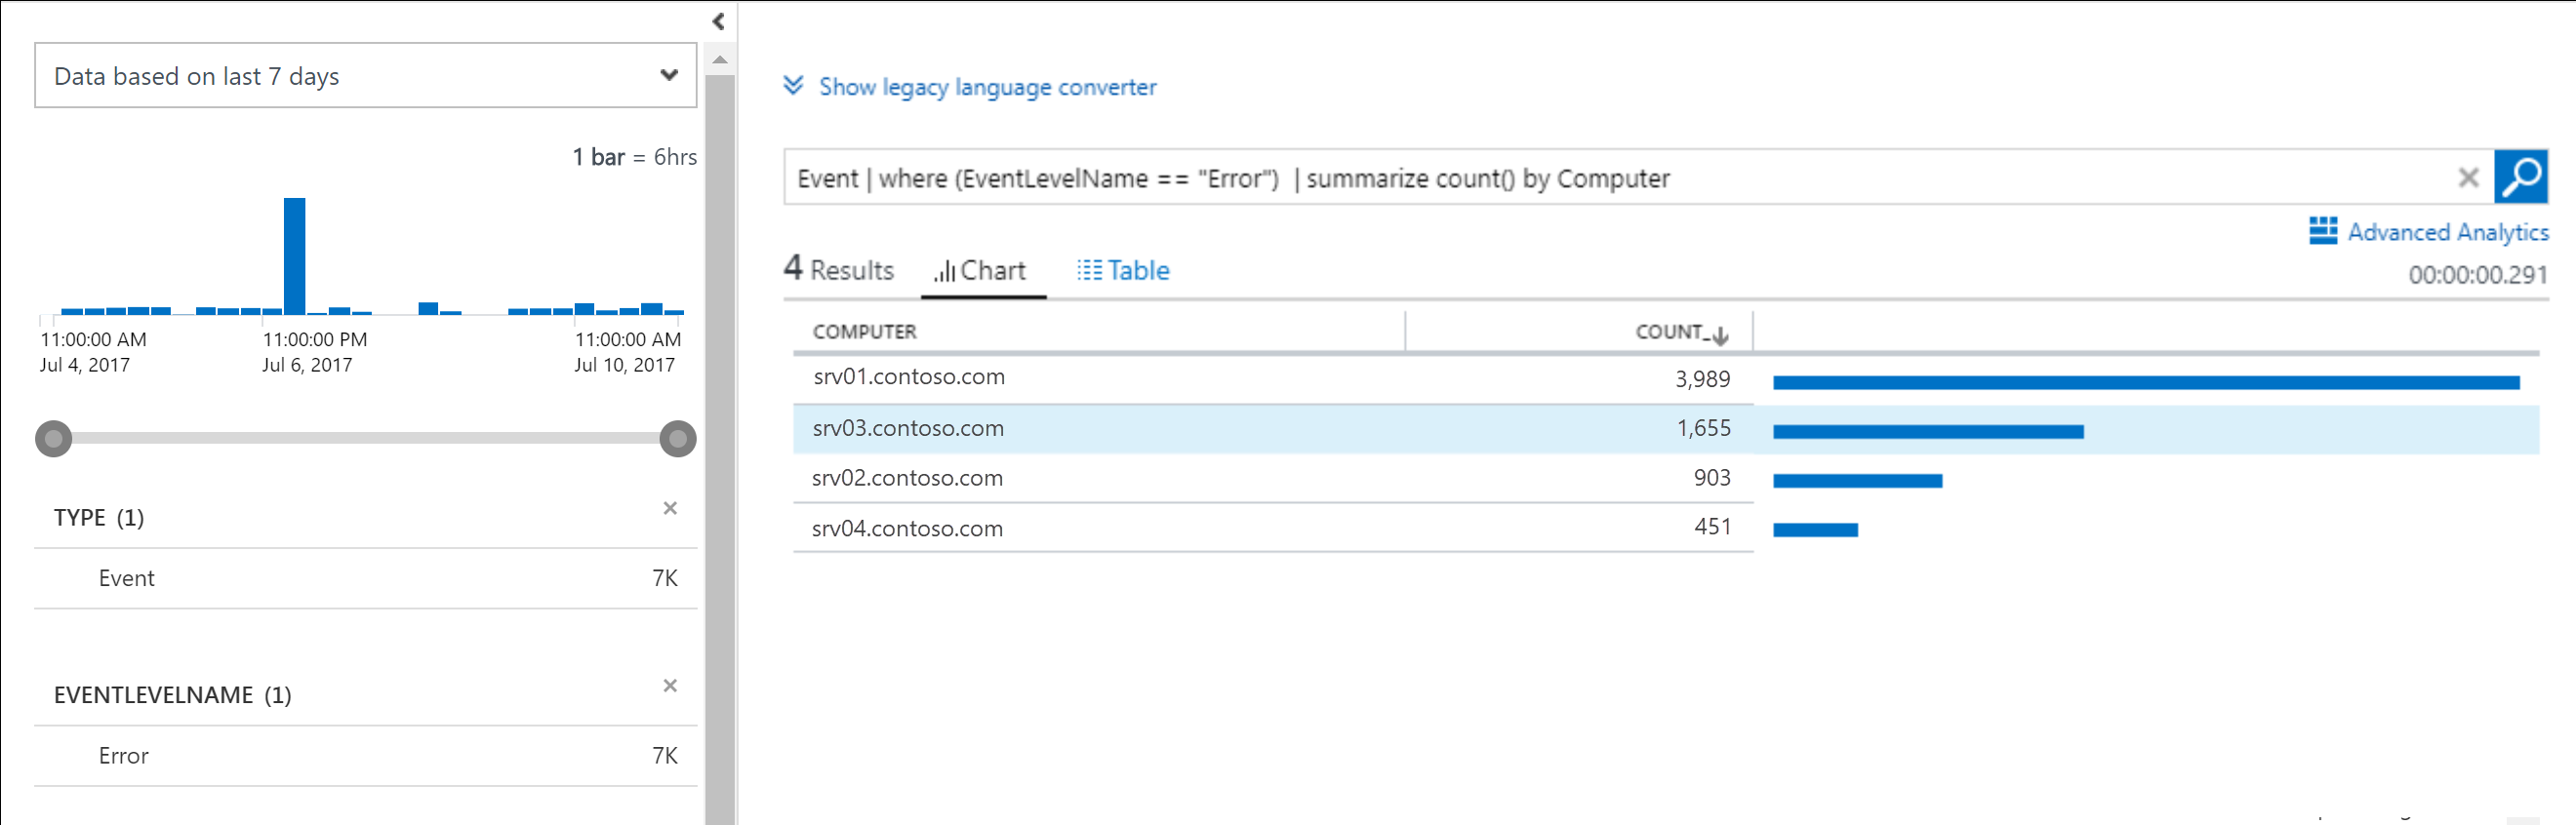 Data based on last 7 days
1 bar = 6hrs
11:00:00 AM 11:00:00 PM 11:00:00 AM
Jul 4, 2017 Jul 6, 2017 Jul 10, 2017
TYPE (1)
Event 7K
EVENTLEVELNAME (1)
Error 7K
Show legacy language converter
Event | where (EventLevelName == "Error")  | summarize count() by Computer
Advanced Analytics
4 Results Chart Table
00:00:00.291
COMPUTER COUNT_
srv01.contoso.com 3,989
srv03.contoso.com 1,655
srv02.contoso.com 903
srv04.contoso.com 451